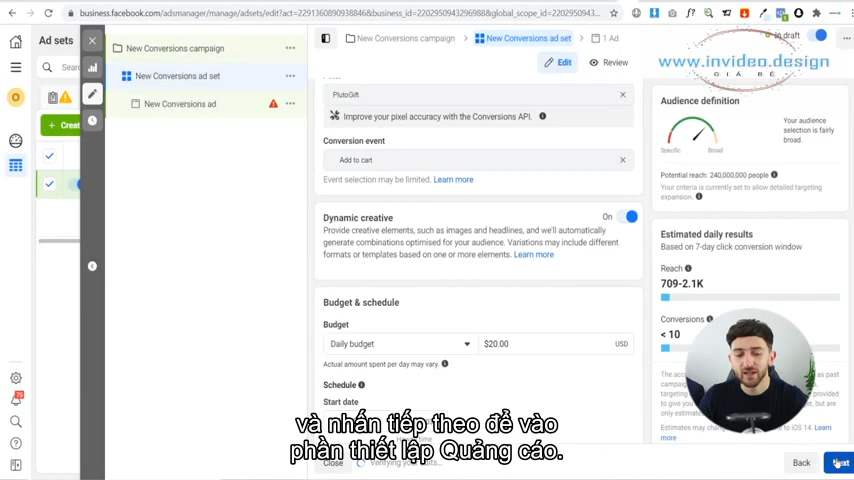 business.facebook.com/adsmanager/manage/adsets/edit?act=2291360890938846&business_id=2202950943296988&global_scope_id=2202950943
Ad sets
New Conversions campaign
New Conversions ad set
New Conversions ad
New Conversions campaign > New Conversions ad set > 1 Ad
In draft
Edit
Review
www.invideo.design
GIÁ RẺ
PlutoGift
Improve your pixel accuracy with the Conversions API.
Conversion event
Add to cart
Event selection may be limited. Learn more
Dynamic creative
On
Provide creative elements, such as images and headlines, and we'll automatically
generate combinations optimised for your audience. Variations may include different
formats or templates based on one or more elements. Learn more
Budget & schedule
Budget
Daily budget
$20.00
USD
Actual amount spent per day may vary.
Schedule
Start date
Close
Back
Next
Audience definition
Specific
Broad
Your audience
selection is fairly
broad.
Potential reach: 240,000,000 people
Your criteria is currently set to allow detailed targeting
expansion.
Estimated daily results
Based on 7-day click conversion window
Reach
709-2.1K
Conversions
< 10
Learn
more
và nhấn tiếp theo để vào
phần thiết lập Quảng cáo.